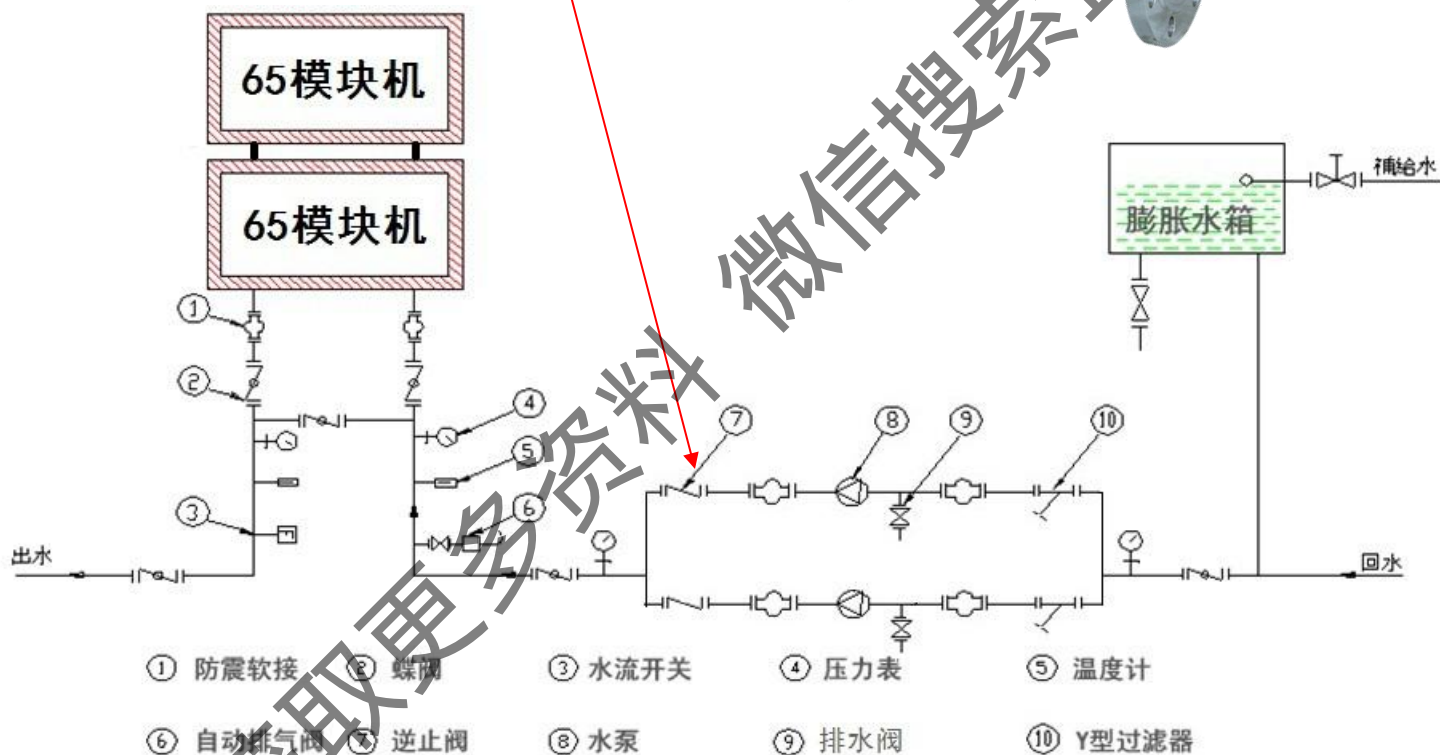 65模块机
65模块机
补给水
膨胀水箱
①
②
③
④
⑤
⑥
⑦
⑧
⑨
⑩
出水
回水
① 防震软接 ② 蝶阀 ③ 水流开关 ④ 压力表 ⑤ 温度计
⑥ 自动排气阀 ⑦ 逆止阀 ⑧ 水泵 ⑨ 排水阀 ⑩ Y型过滤器
取更多资料 微信搜索